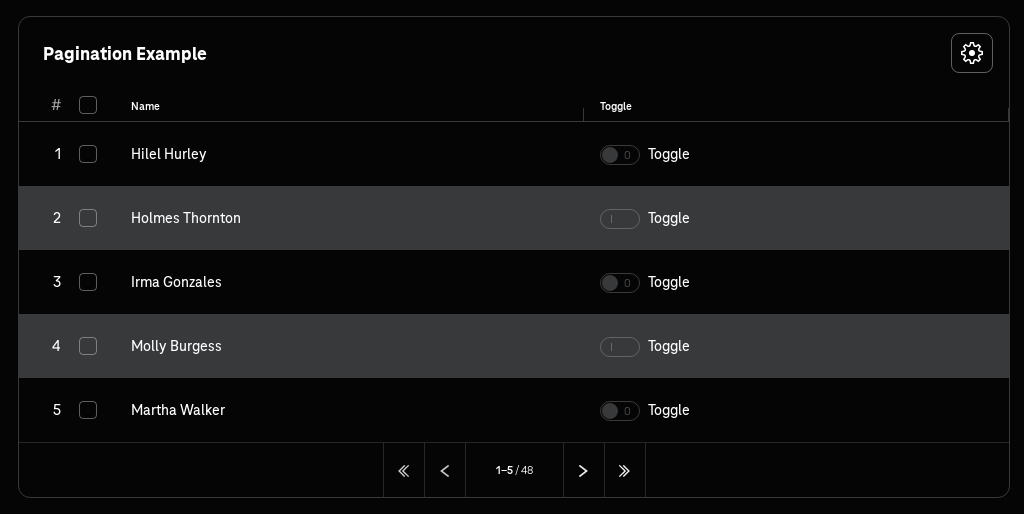 Pagination Example
# Name Toggle
1 Hilel Hurley 0 Toggle
2 Holmes Thornton I Toggle
3 Irma Gonzales 0 Toggle
4 Molly Burgess I Toggle
5 Martha Walker 0 Toggle
1–5 / 48